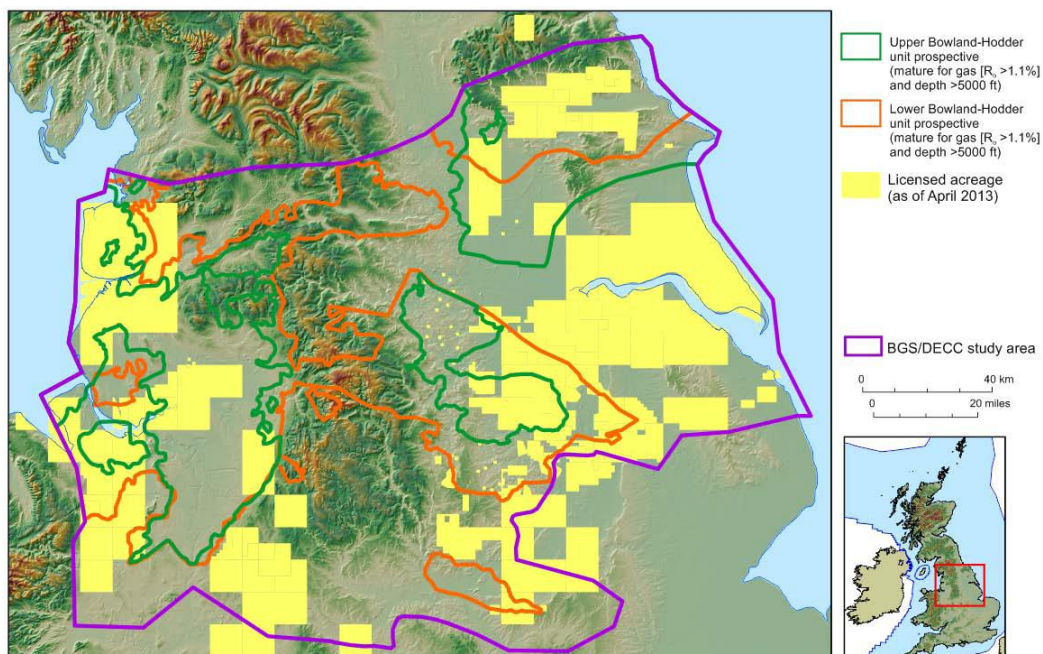 Upper Bowland-Hodder
unit prospective
(mature for gas [Rₒ >1.1%]
and depth >5000 ft)
Lower Bowland-Hodder
unit prospective
(mature for gas [Rₒ >1.1%]
and depth >5000 ft)
Licensed acreage
(as of April 2013)
BGS/DECC study area
0 40 km
0 20 miles